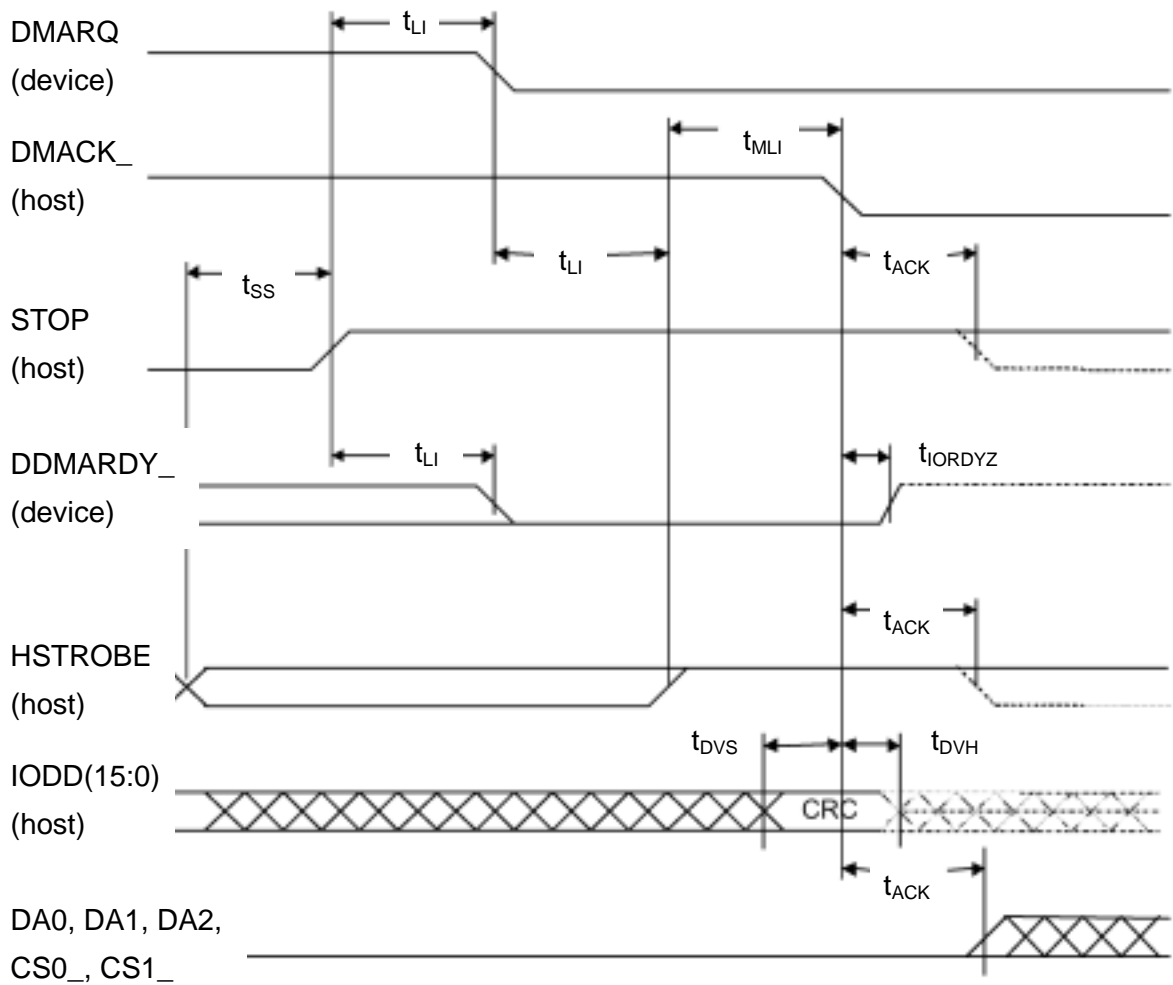 DMARQ
(device)
tLI
DMACK_
(host)
tMLI
tSS
tLI
tACK
STOP
(host)
DDMARDY_
(device)
tLI
tIORDYZ
HSTROBE
(host)
tACK
IODD(15:0)
(host)
tDVS
tDVH
CRC
tACK
DA0, DA1, DA2,
CS0_, CS1_